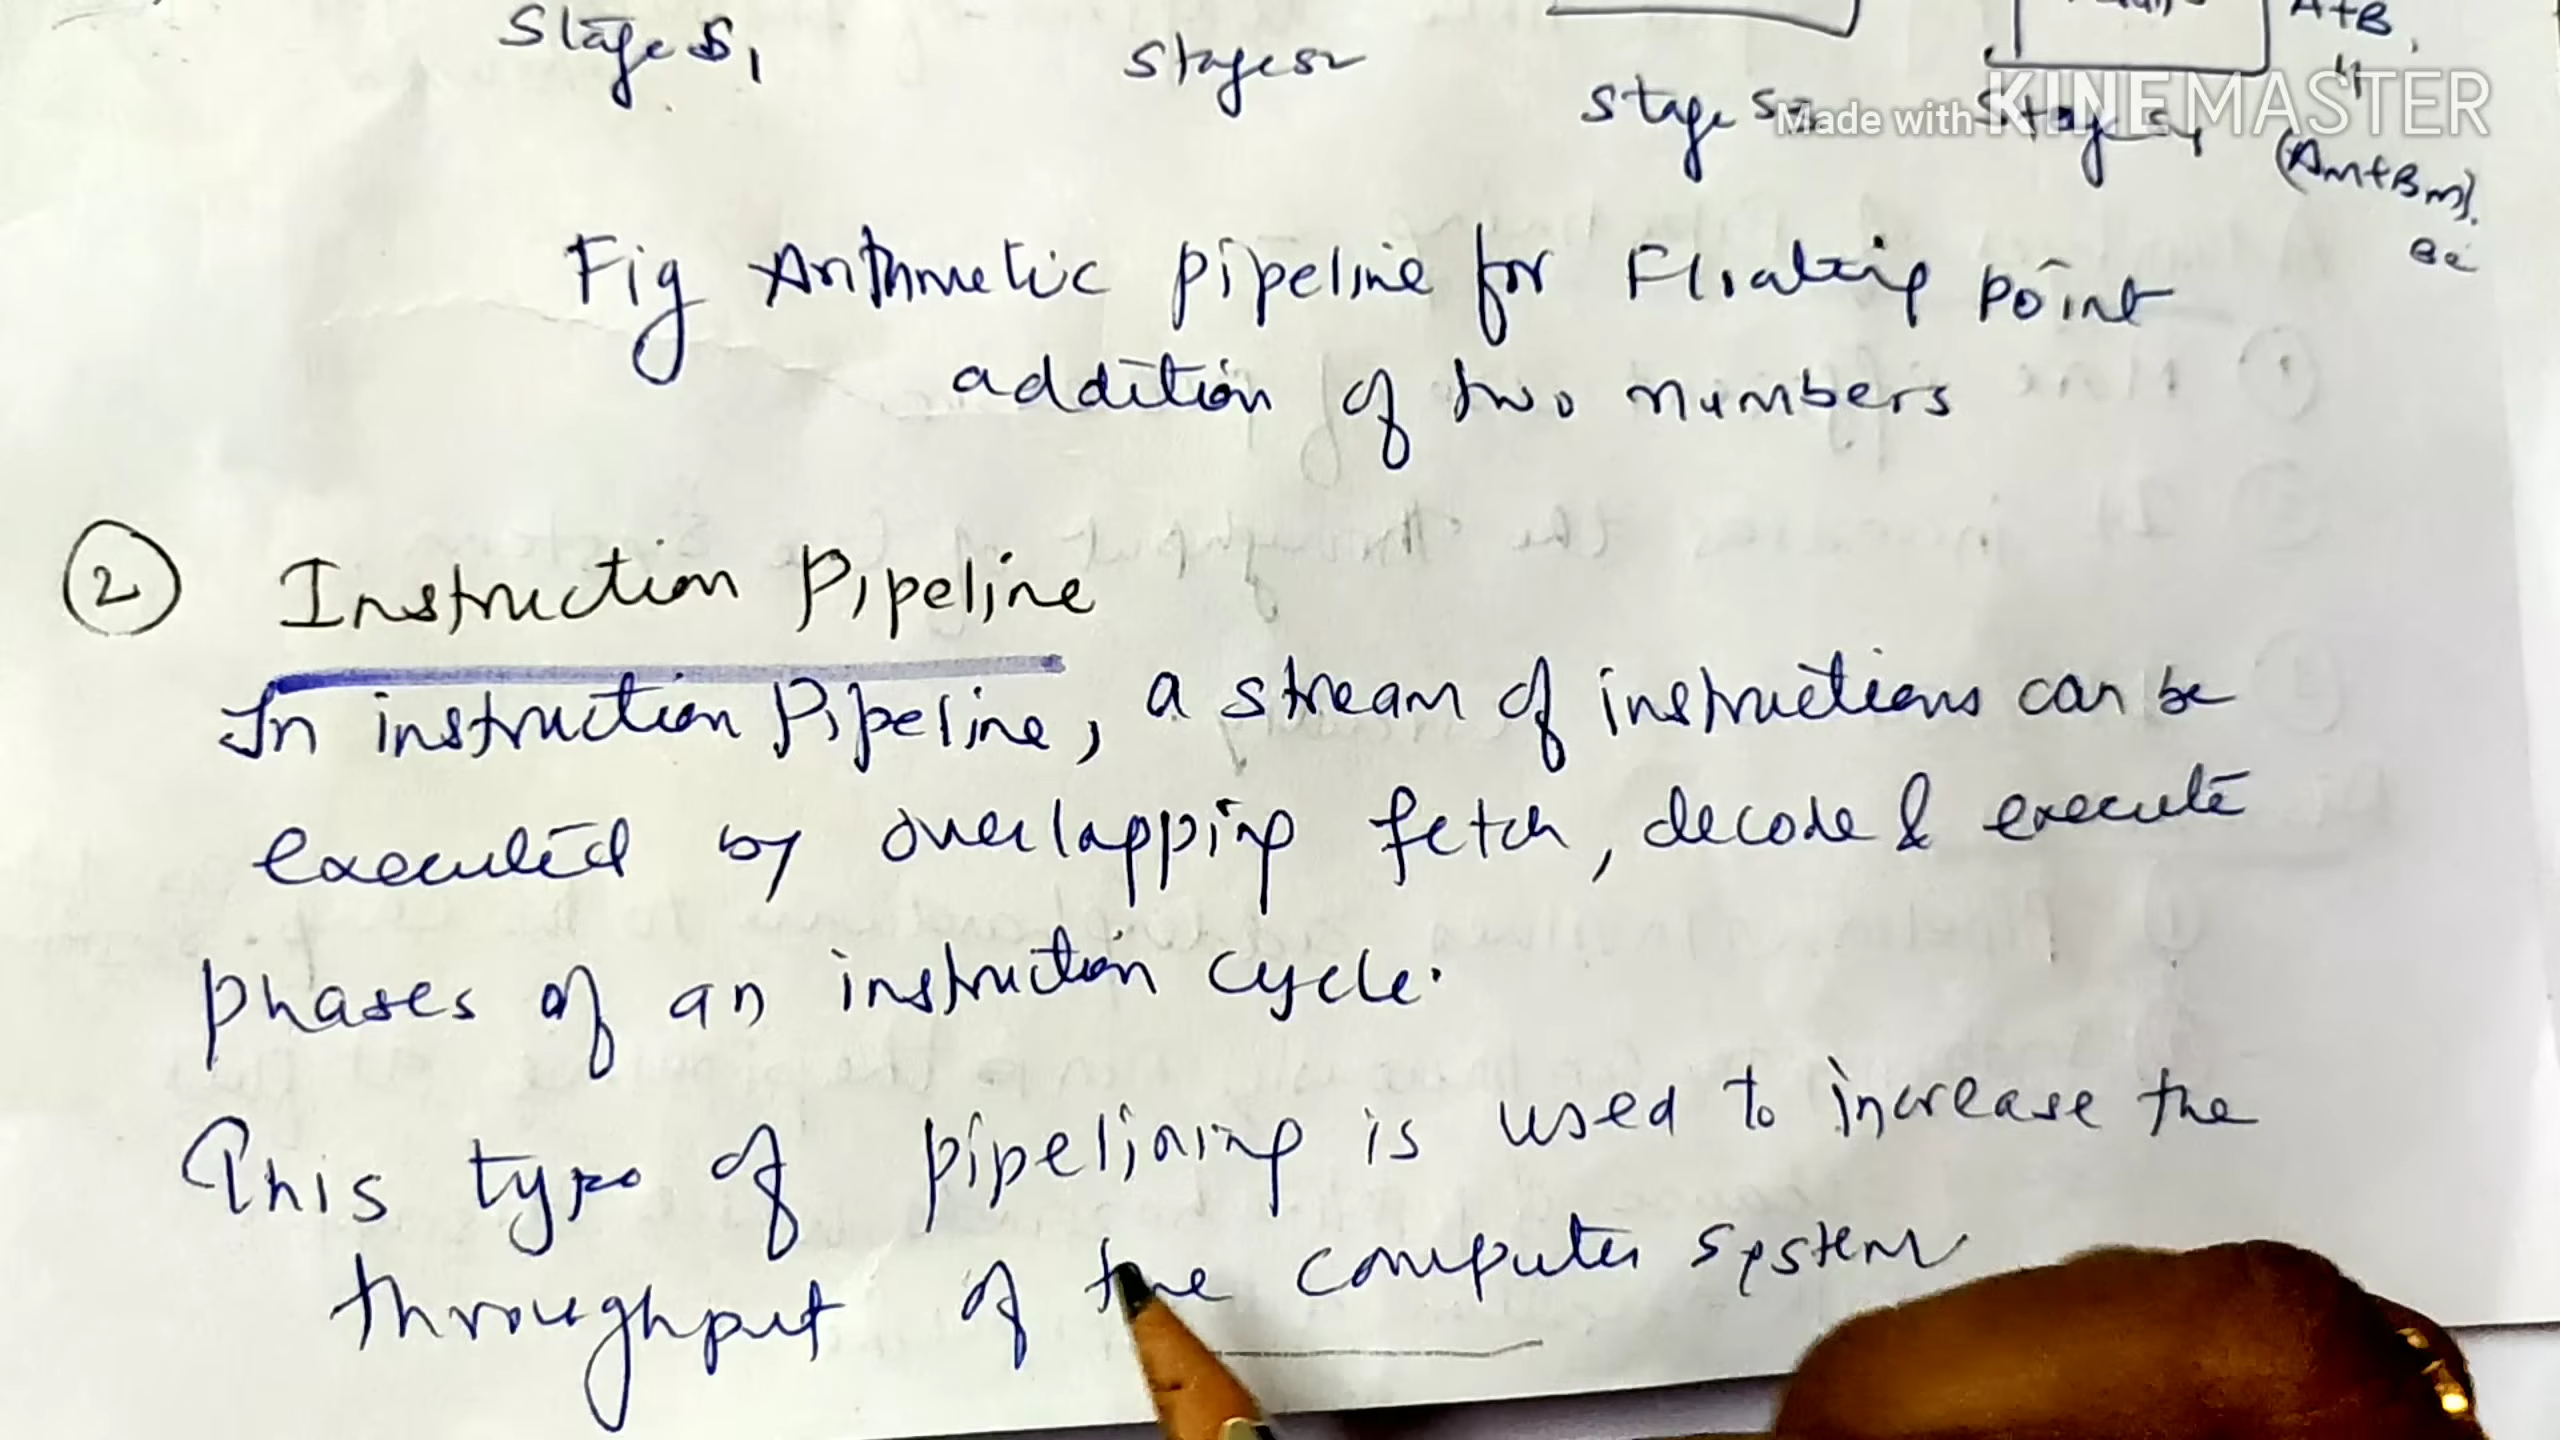 A+B,
Stage S1
Stage S2
Stage S3
Stage S4
(Am+Bm).
Be
Made with KINEMASTER
Fig Arithmetic pipeline for Floating point
addition of two numbers
2 Instruction Pipeline
In instruction Pipeline, a stream of instructions can be
executed by overlapping fetch, decode & execute
phases of an instruction cycle.
This type of pipelining is used to increase the
throughput of the computer system